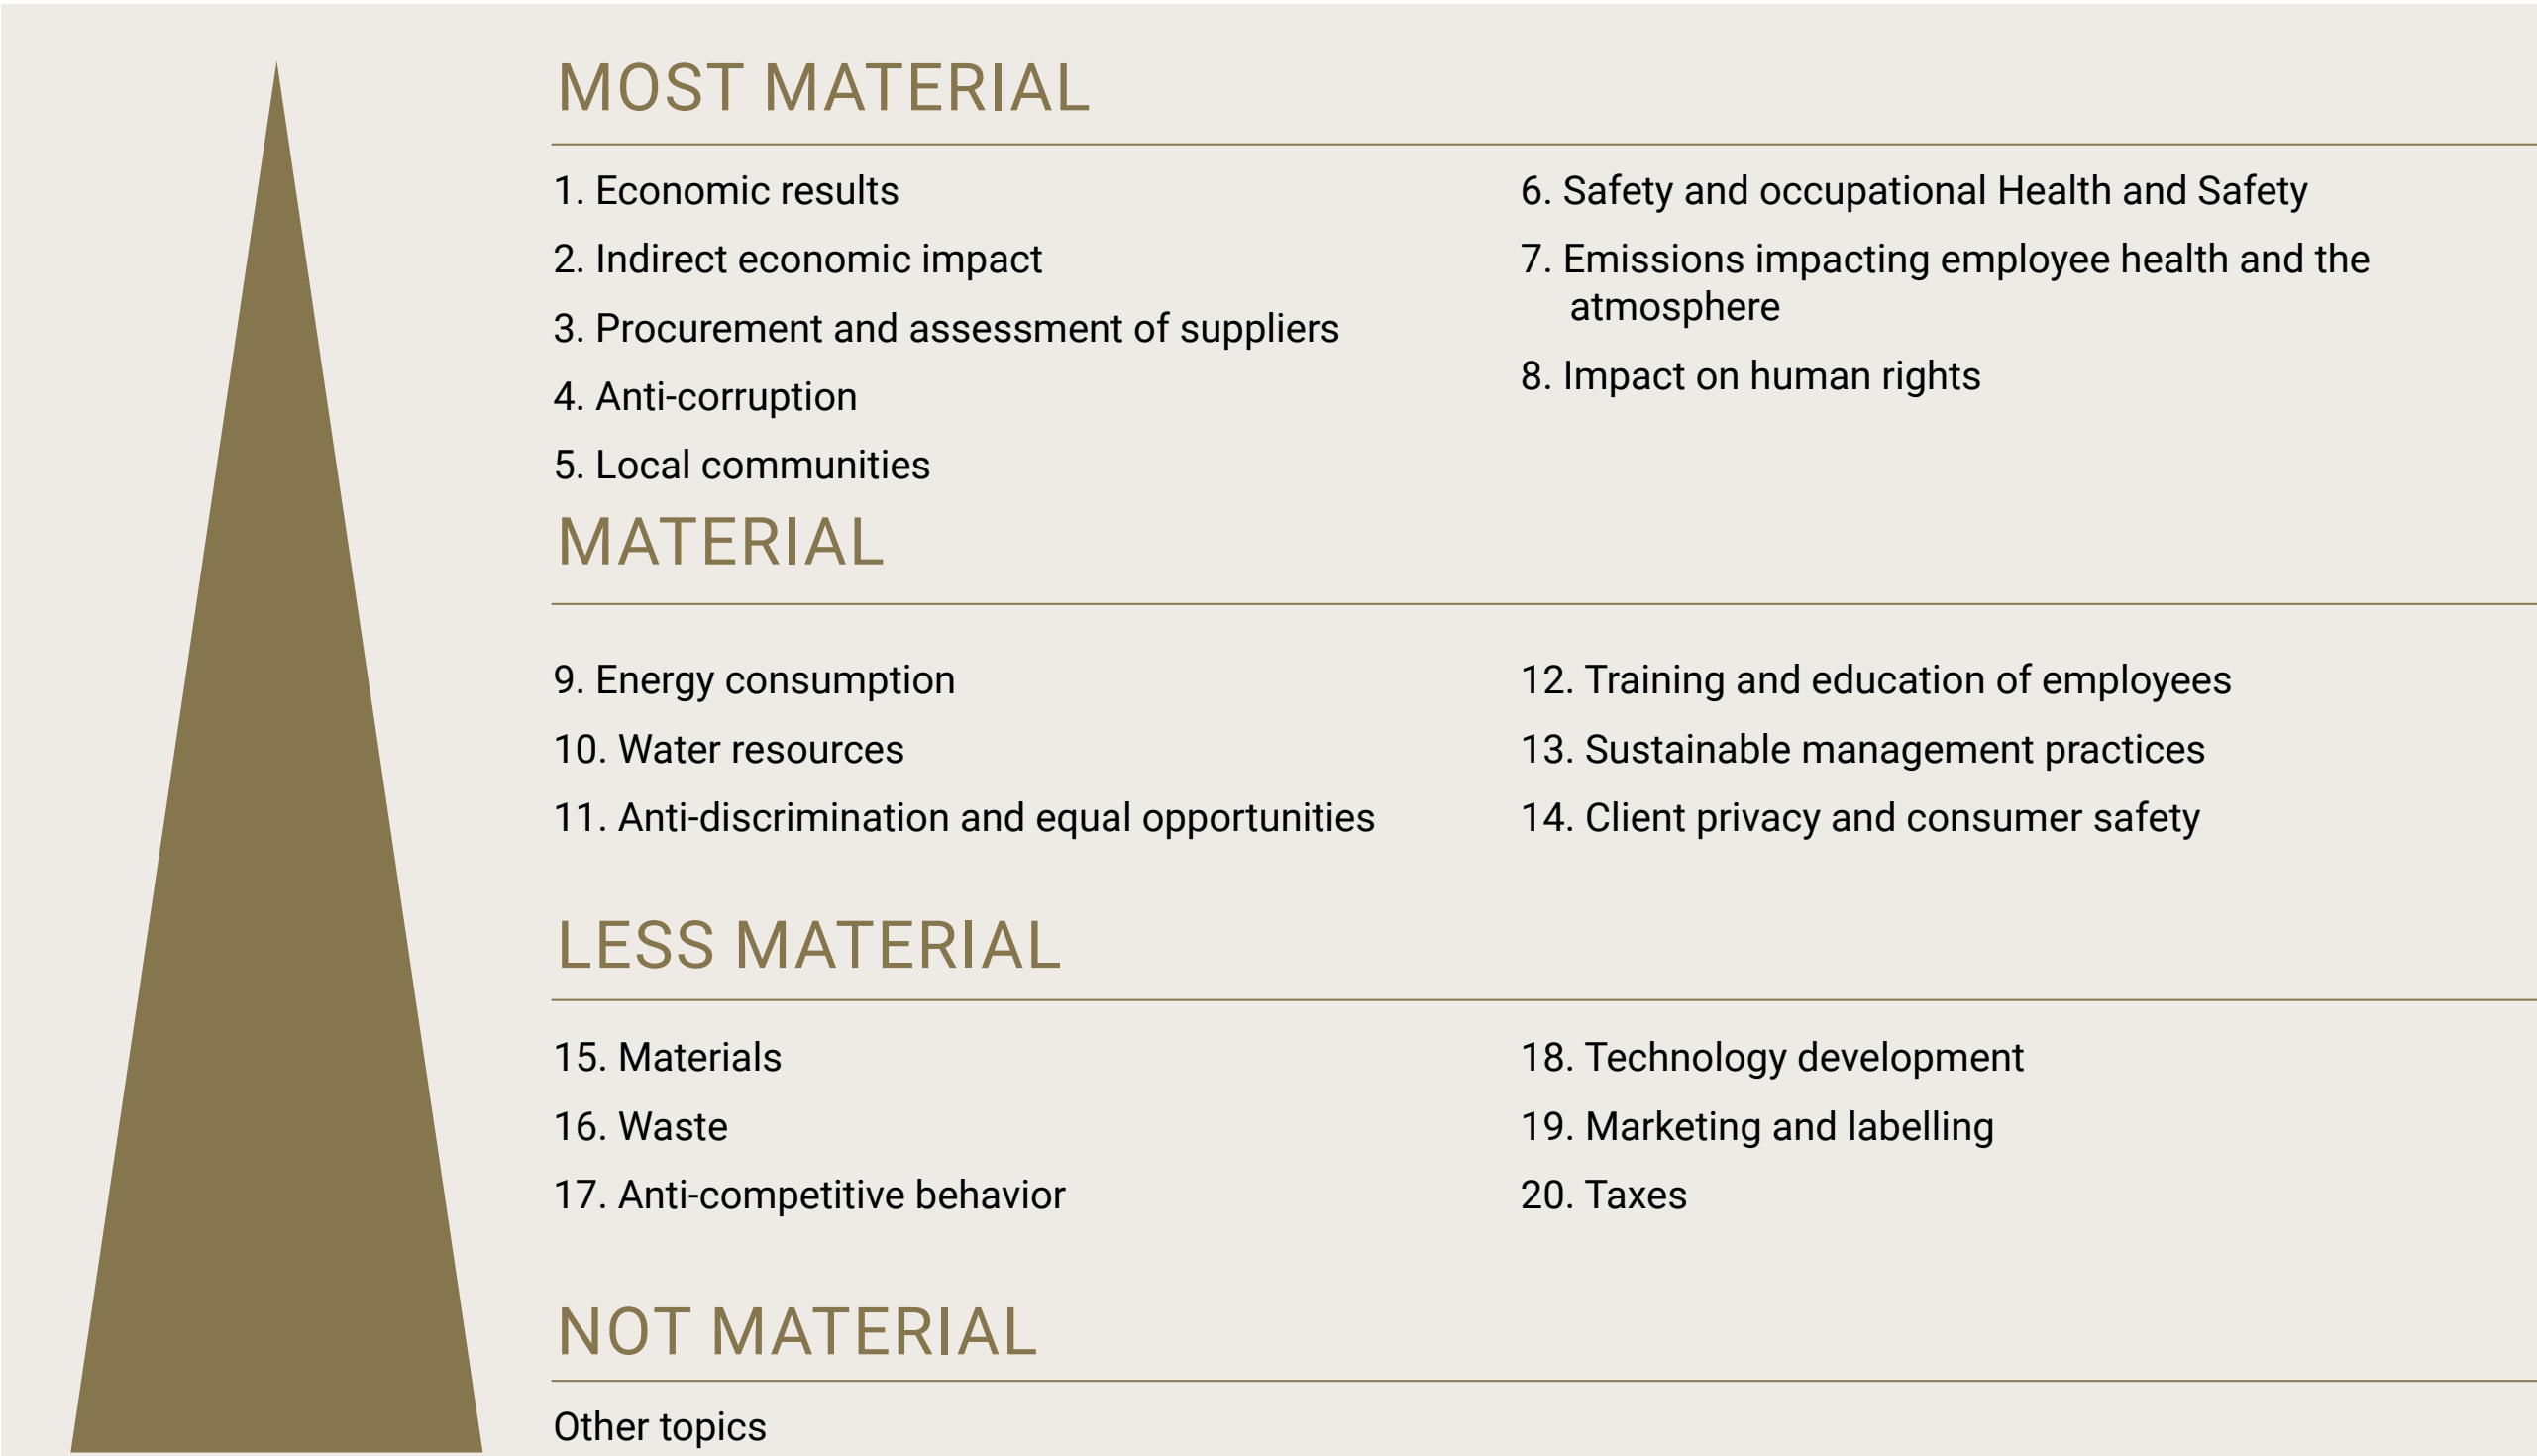 MOST MATERIAL
1. Economic results
2. Indirect economic impact
3. Procurement and assessment of suppliers
4. Anti-corruption
5. Local communities
6. Safety and occupational Health and Safety
7. Emissions impacting employee health and the
atmosphere
8. Impact on human rights
MATERIAL
9. Energy consumption
10. Water resources
11. Anti-discrimination and equal opportunities
12. Training and education of employees
13. Sustainable management practices
14. Client privacy and consumer safety
LESS MATERIAL
15. Materials
16. Waste
17. Anti-competitive behavior
18. Technology development
19. Marketing and labelling
20. Taxes
NOT MATERIAL
Other topics